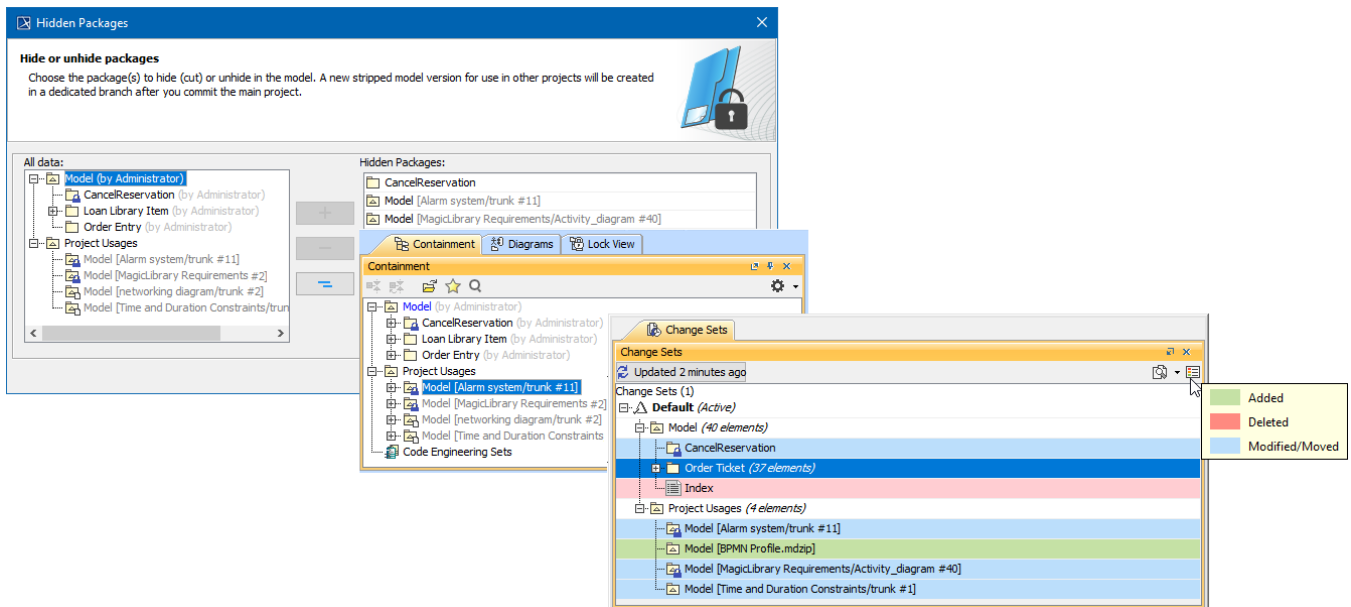 Hidden Packages
Hide or unhide packages
Choose the package(s) to hide (cut) or unhide in the model. A new stripped model version for use in other projects will be created
in a dedicated branch after you commit the main project.
All data:
Model (by Administrator)
CancelReservation (by Administrator)
Loan Library Item (by Administrator)
Order Entry (by Administrator)
Project Usages
Model [Alarm system/trunk #11]
Model [MagicLibrary Requirements #2]
Model [networking diagram/trunk #2]
Model [Time and Duration Constraints/trun
Hidden Packages:
CancelReservation
Model [Alarm system/trunk #11]
Model [MagicLibrary Requirements/Activity_diagram #40]
Containment
Diagrams
Lock View
Containment
Model (by Administrator)
CancelReservation (by Administrator)
Loan Library Item (by Administrator)
Order Entry (by Administrator)
Project Usages
Model [Alarm system/trunk #11]
Model [MagicLibrary Requirements #2]
Model [networking diagram/trunk #2]
Model [Time and Duration Constraints
Code Engineering Sets
Change Sets
Change Sets
Updated 2 minutes ago
Change Sets (1)
Default (Active)
Model (40 elements)
CancelReservation
Order Ticket (37 elements)
Index
Project Usages (4 elements)
Model [Alarm system/trunk #11]
Model [BPMN Profile.mdzip]
Model [MagicLibrary Requirements/Activity_diagram #40]
Model [Time and Duration Constraints/trunk #1]
Added
Deleted
Modified/Moved